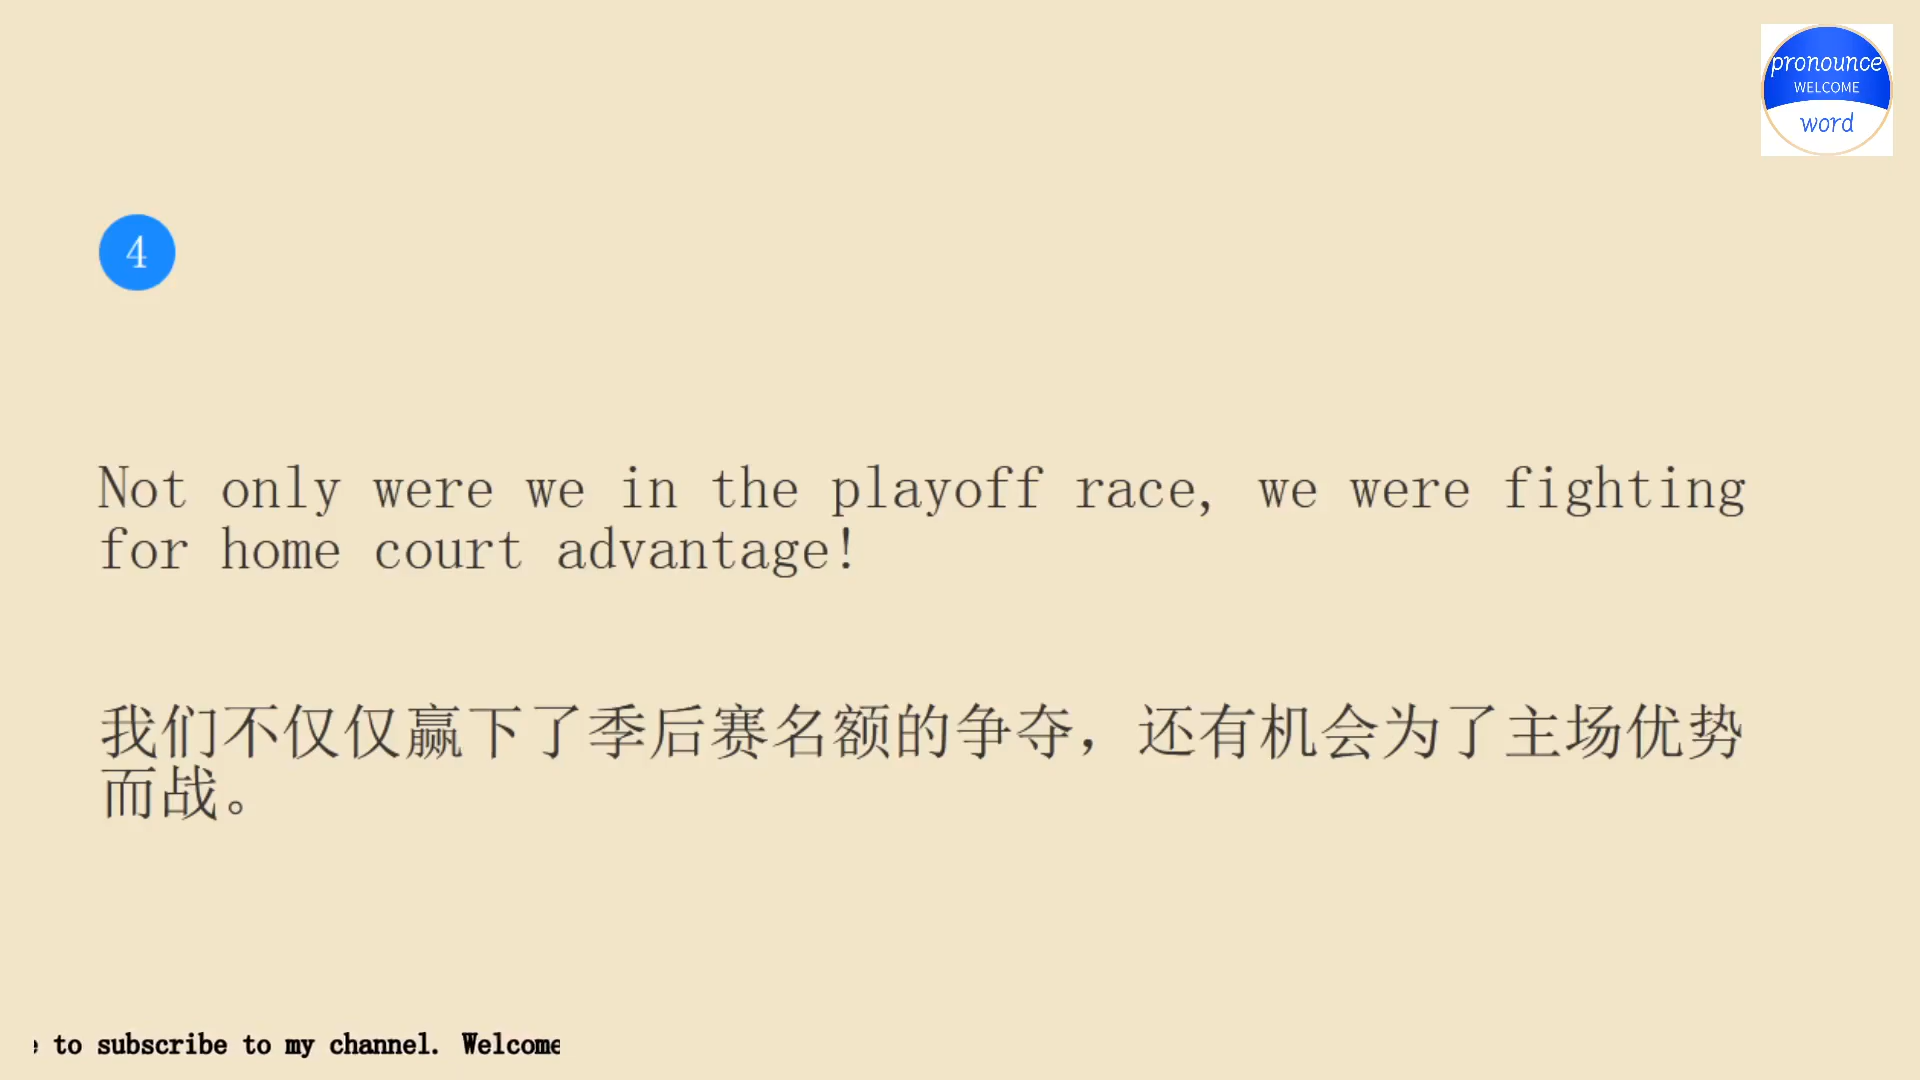 pronounce
WELCOME
word
4
Not only were we in the playoff race, we were fighting
for home court advantage!
我们不仅仅赢下了季后赛名额的争夺，还有机会为了主场优势
而战。
to subscribe to my channel. Welcome